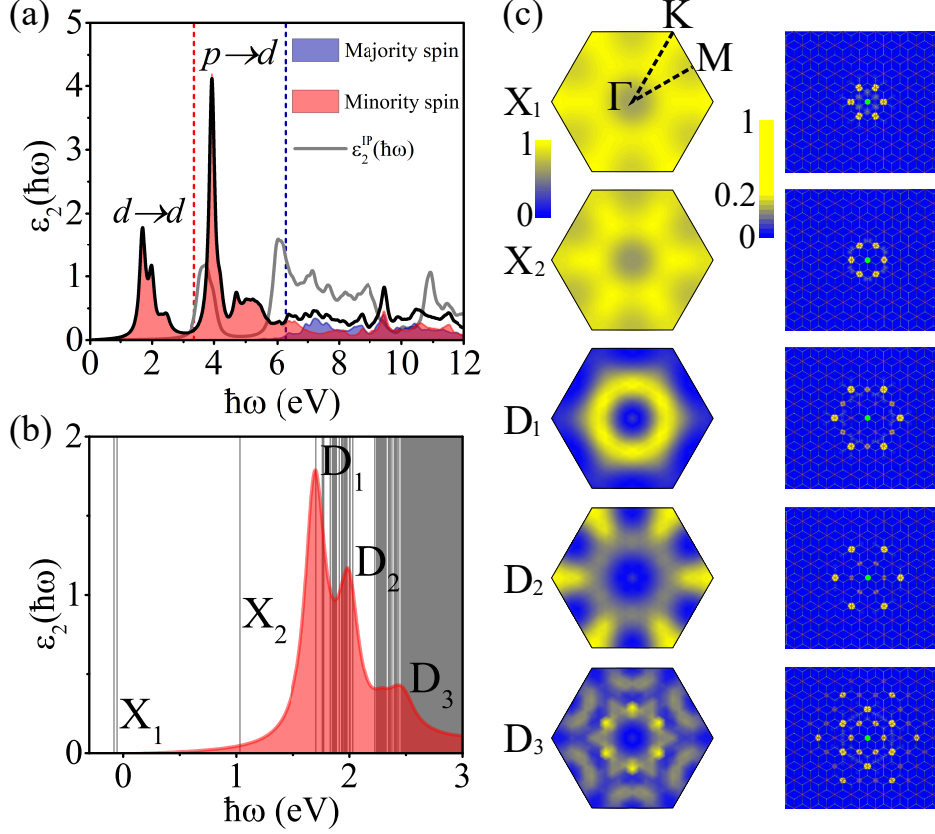 (a)
5
4
3
2
1
0
ε₂(ħω)
p→d
d→d
Majority spin
Minority spin
ε₂ᴵᴾ(ħω)
0 2 4 6 8 10 12
ħω (eV)
(b)
2
1
0
ε₂(ħω)
X₁
X₂
D₁
D₂
D₃
0 1 2 3
ħω (eV)
(c)
K
M
Γ
X₁
1
0
1
0.2
0
X₂
D₁
D₂
D₃